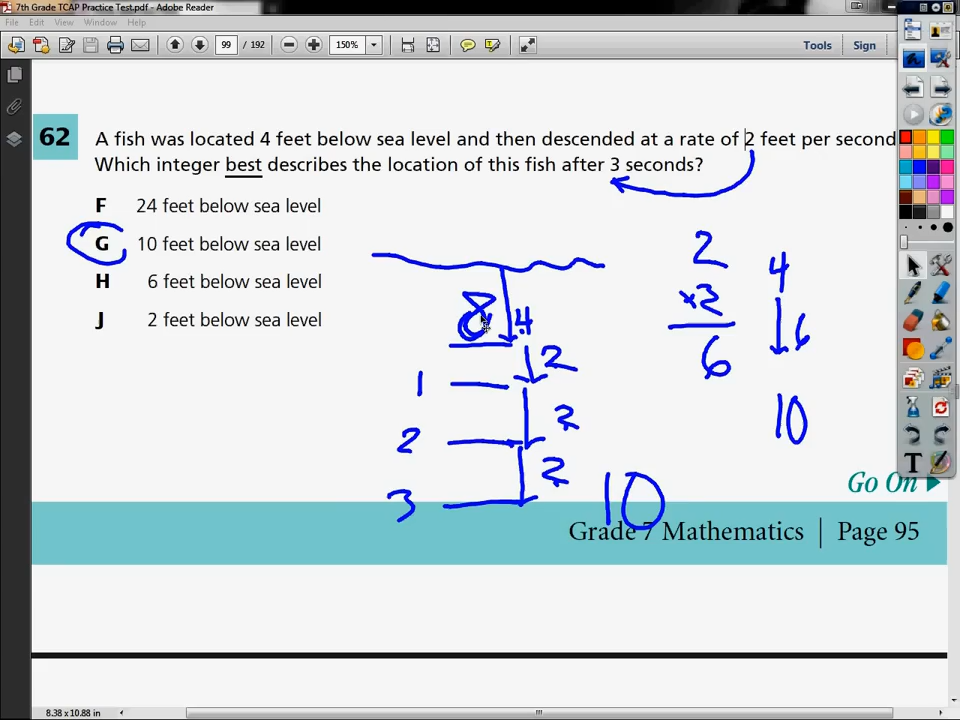 7th Grade TCAP Practice Test.pdf - Adobe Reader
File Edit View Window Help
99 / 192 150% Tools Sign
62 A fish was located 4 feet below sea level and then descended at a rate of 2 feet per second
Which integer best describes the location of this fish after 3 seconds?
F 24 feet below sea level
G 10 feet below sea level
H 6 feet below sea level
J 2 feet below sea level
2
×3
6
4
6
10
4
2
1
2
2
2
3
10
Go On
Grade 7 Mathematics | Page 95
8.38 x 10.88 in
T